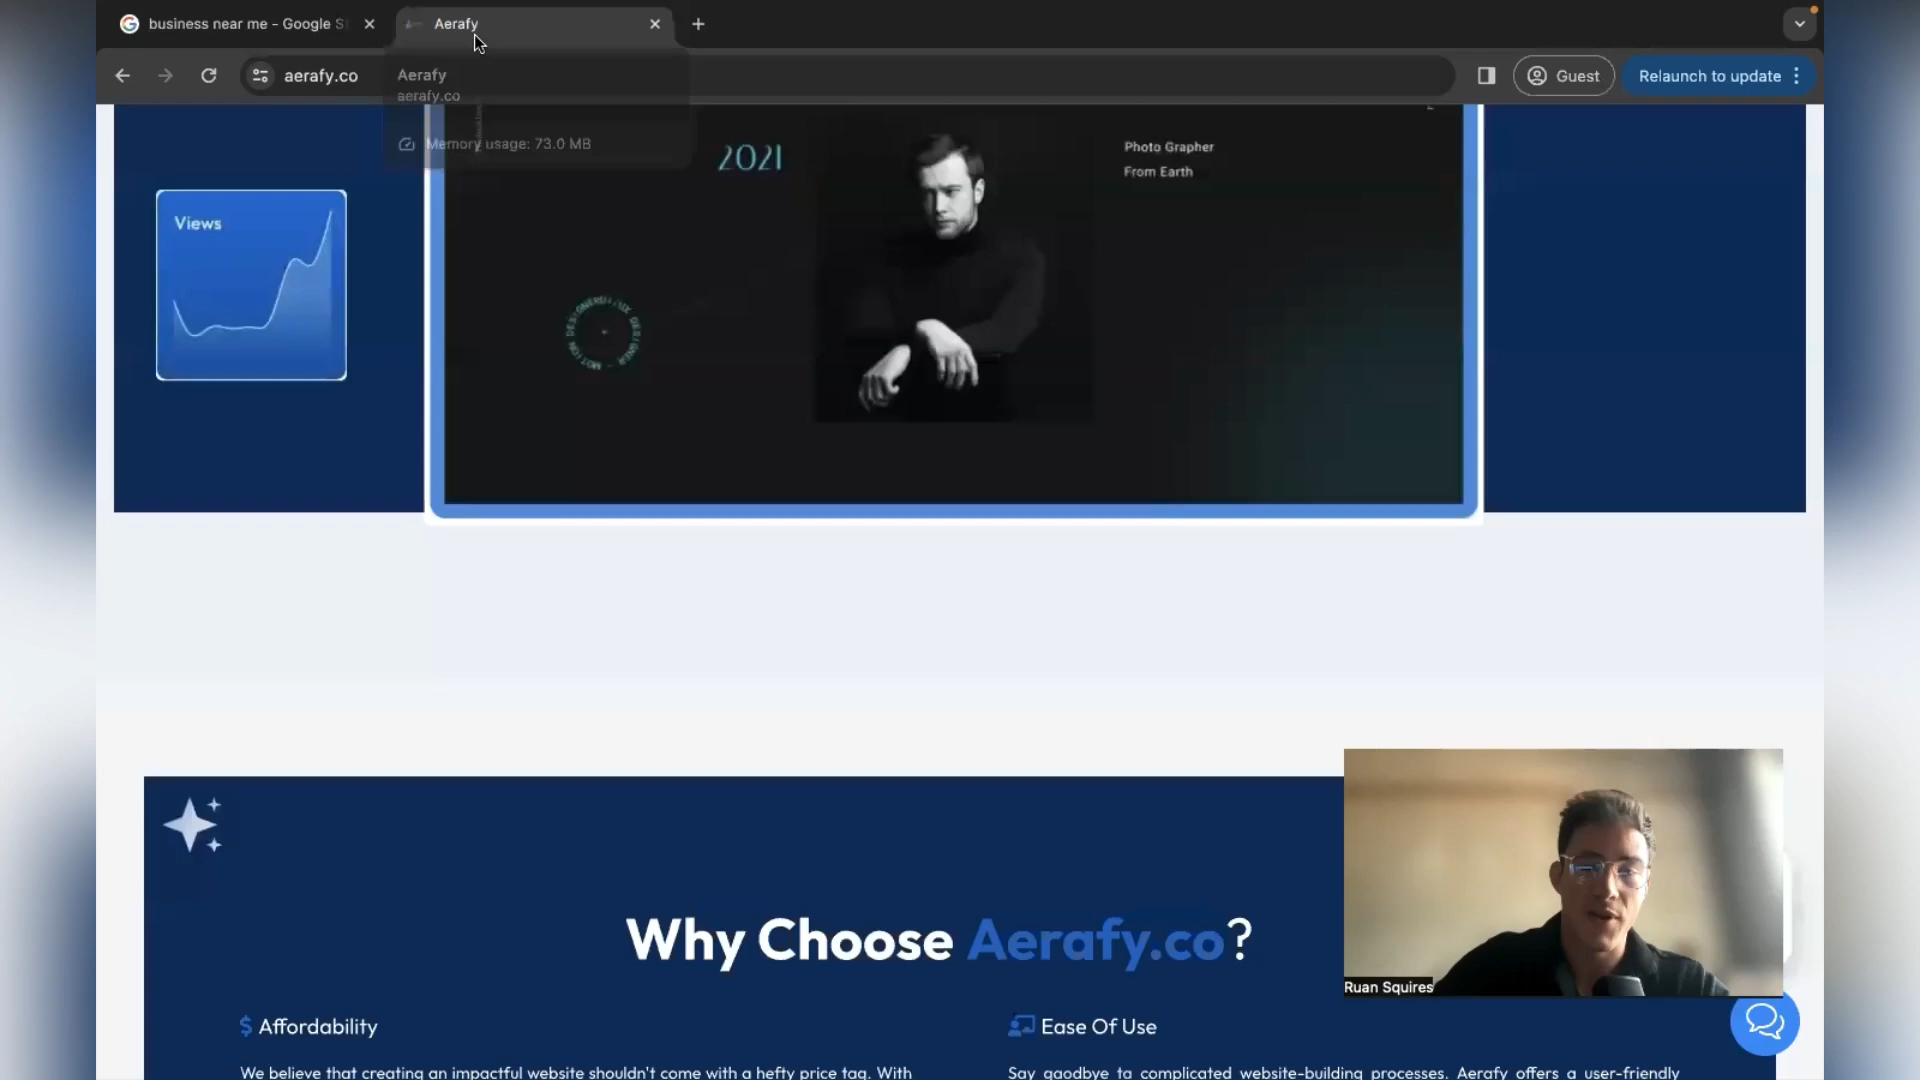 business near me - Google S
Aerafy
aerafy.co
Guest
Relaunch to update
Aerafy
aerafy.co
Memory usage: 73.0 MB
2021
Photo Grapher
From Earth
Views
Why Choose Aerafy.co?
Ruan Squires
$ Affordability
Ease Of Use
We believe that creating an impactful website shouldn't come with a hefty price tag. With
Say goodbye to complicated website-building processes. Aerafy offers a user-friendly